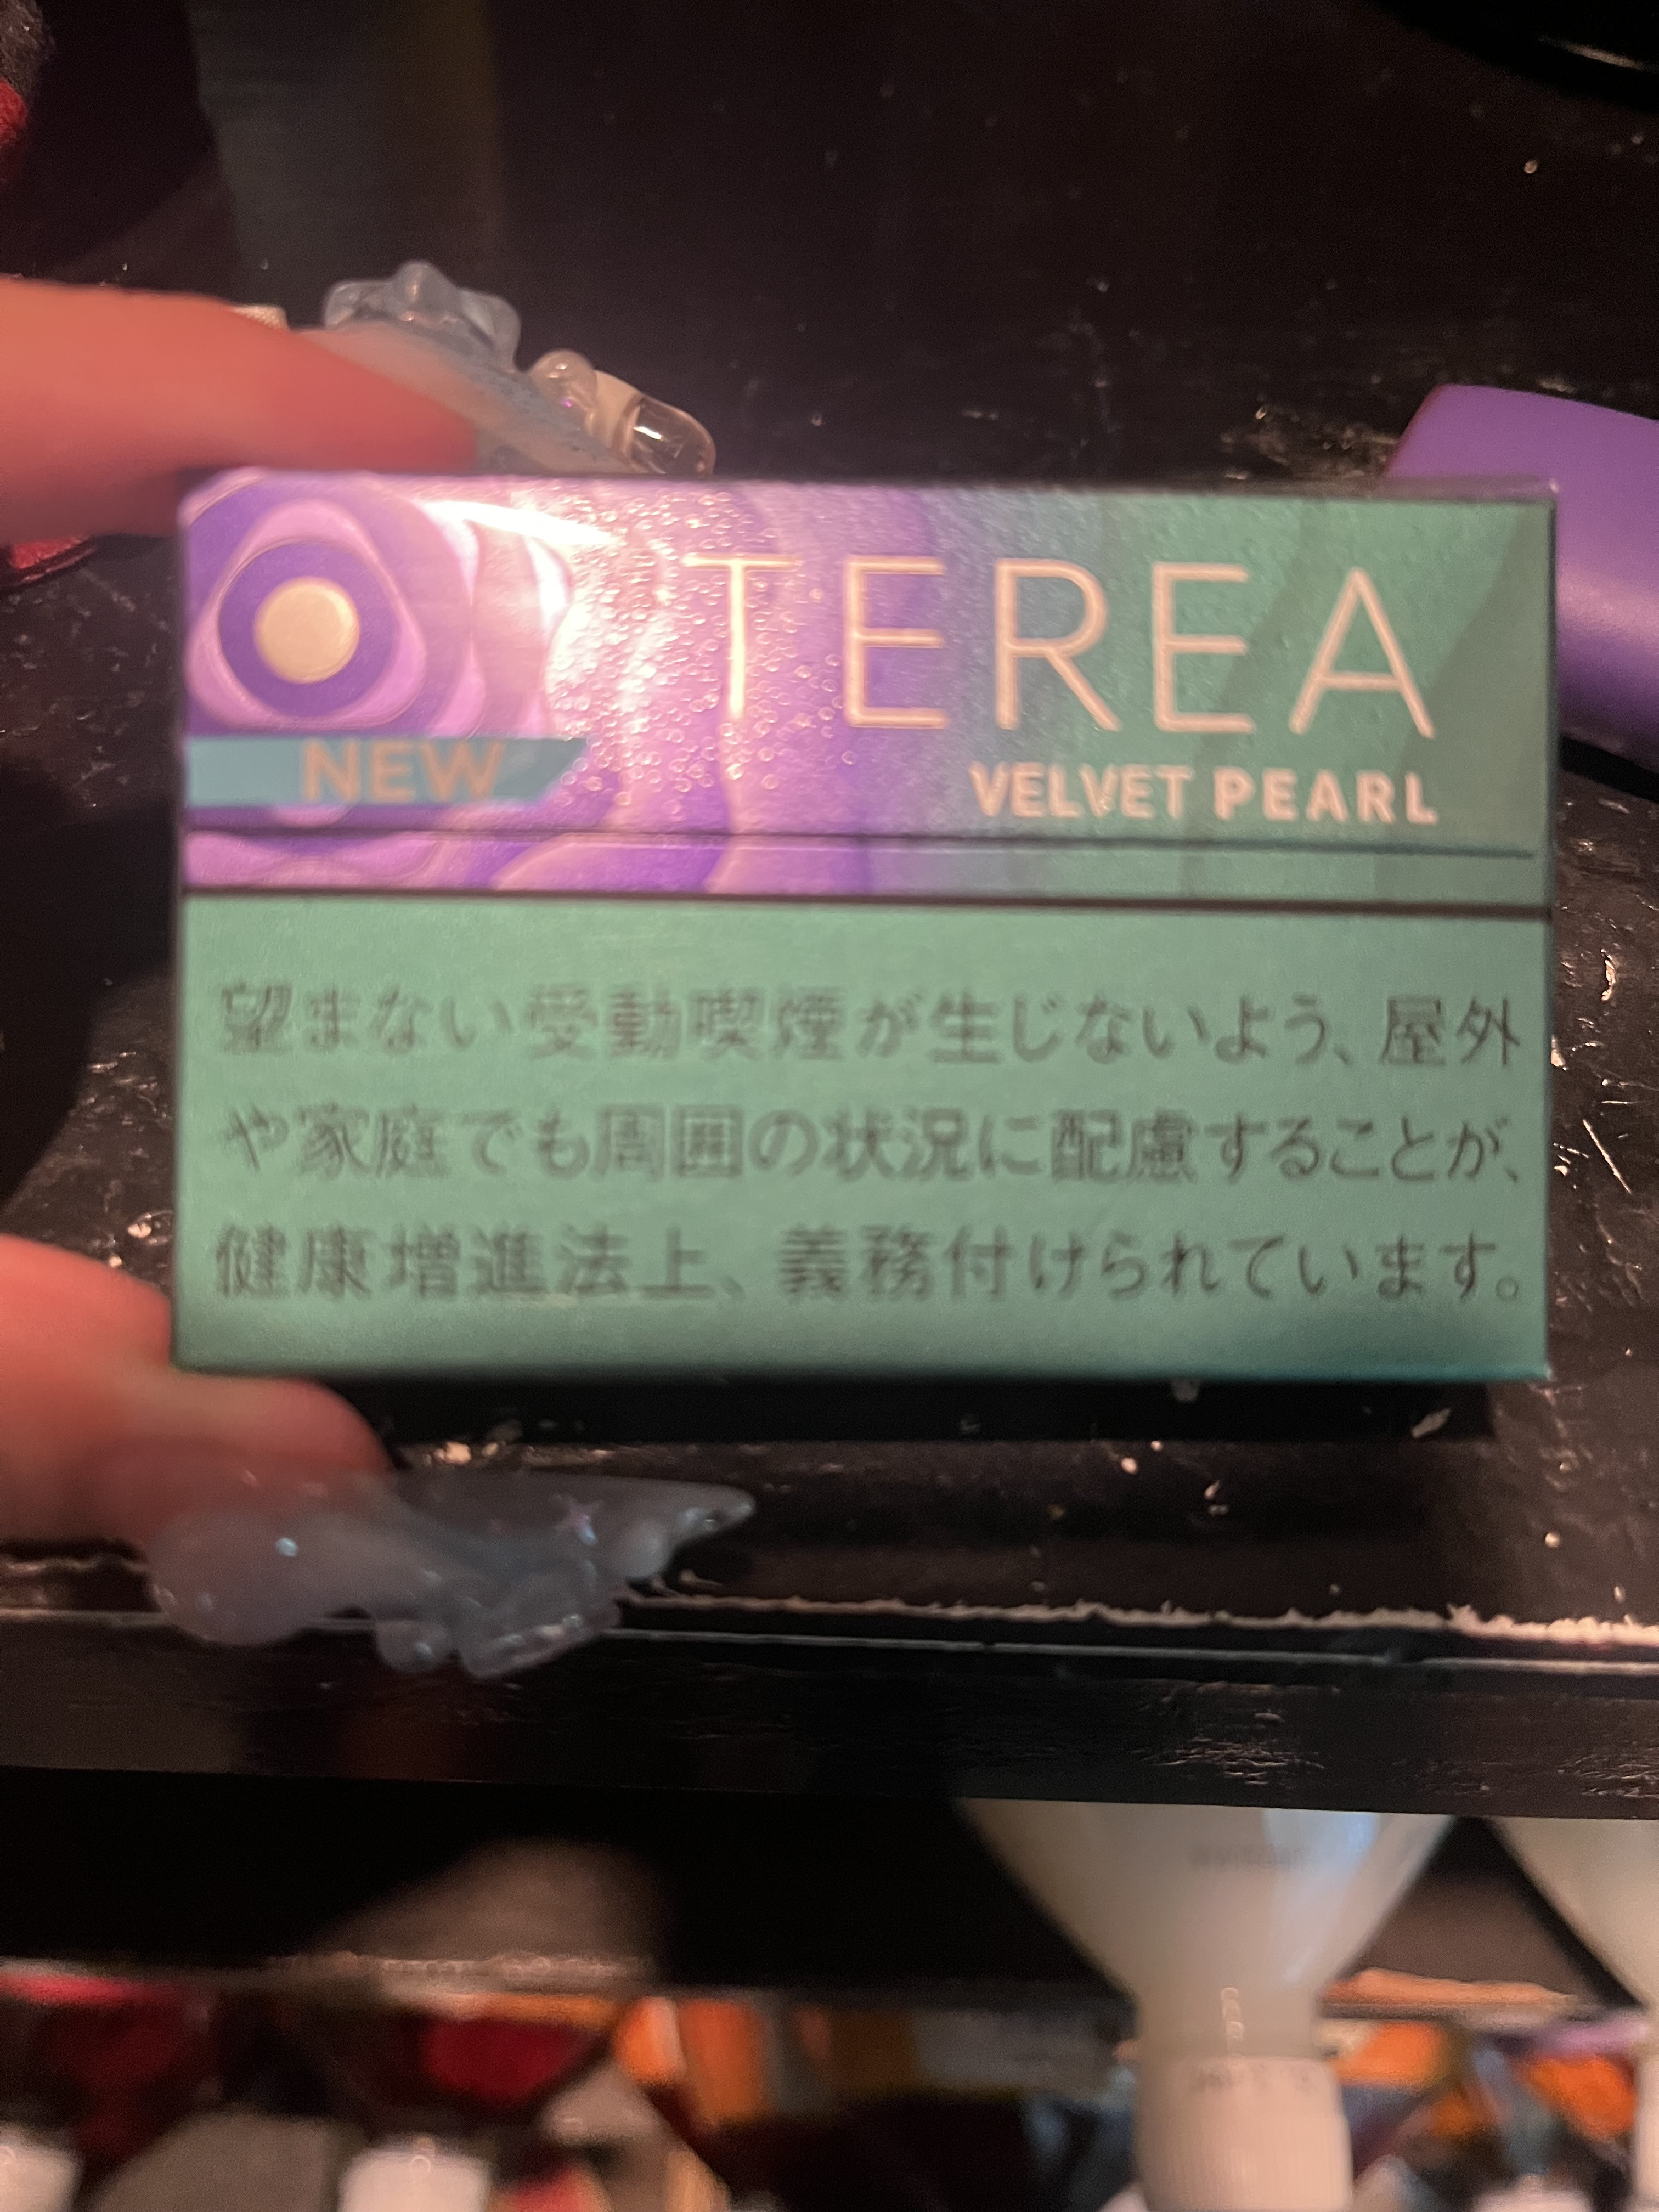 TEREA
NEW
VELVET PEARL
望まない受動喫煙が生じないよう、屋外
や家庭でも周囲の状況に配慮することが、
健康増進法上、義務付けられています。